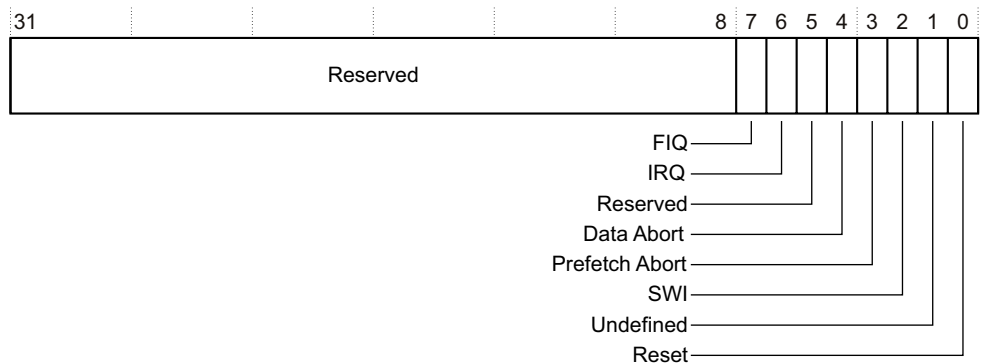 31 8 7 6 5 4 3 2 1 0
Reserved
FIQ
IRQ
Reserved
Data Abort
Prefetch Abort
SWI
Undefined
Reset